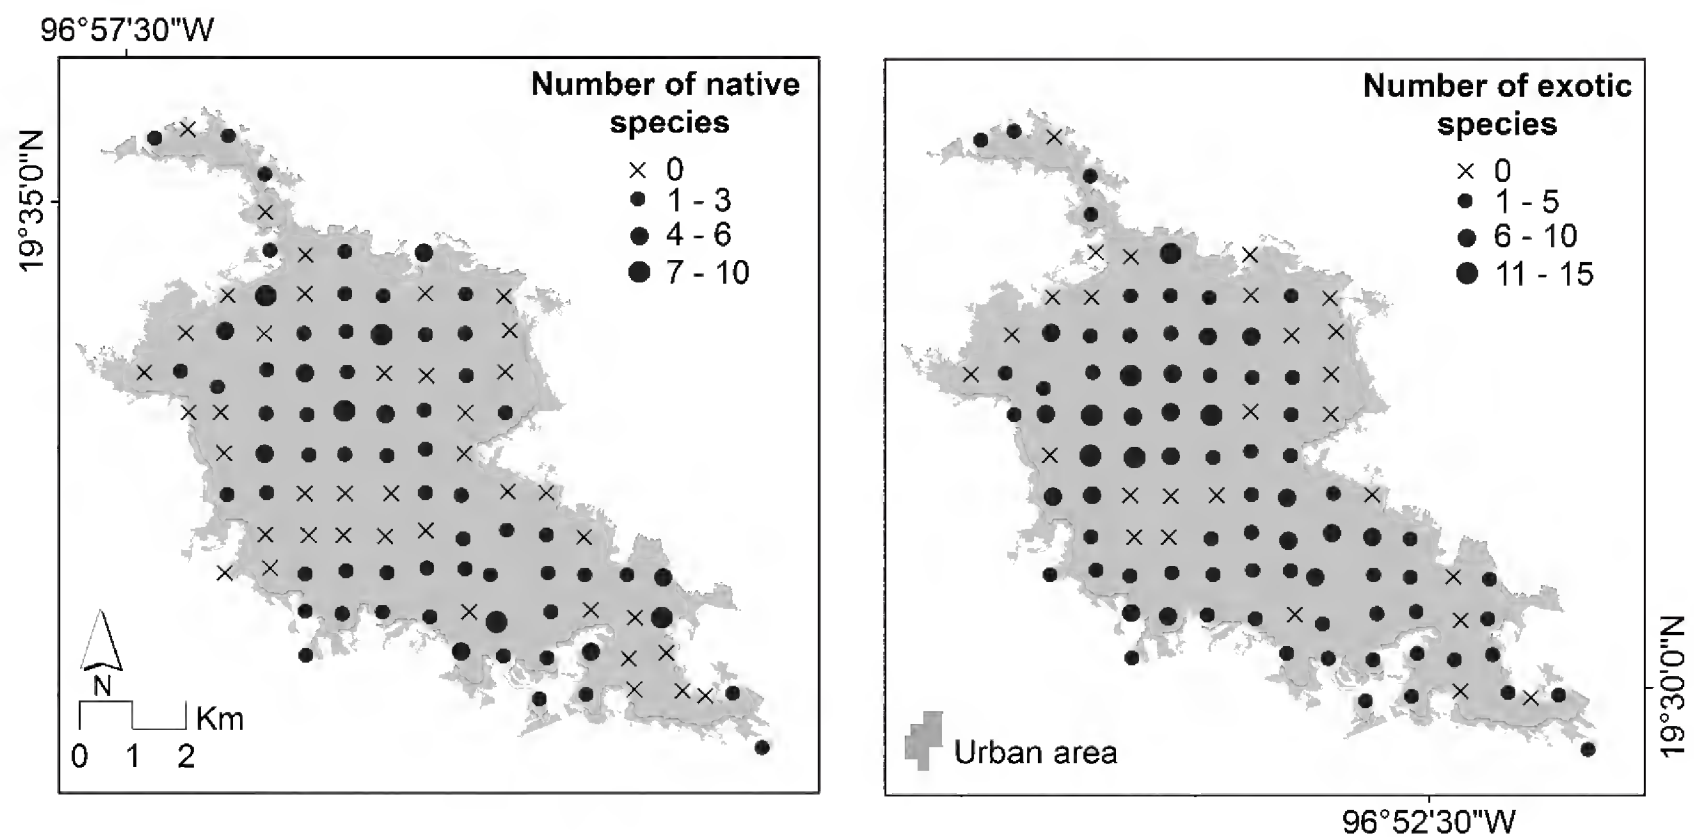 96°57'30"W
19°35'0"N
Number of native
species
× 0
1 - 3
4 - 6
7 - 10
N
Km
0 1 2
Number of exotic
species
× 0
1 - 5
6 - 10
11 - 15
Urban area
19°30'0"N
96°52'30"W